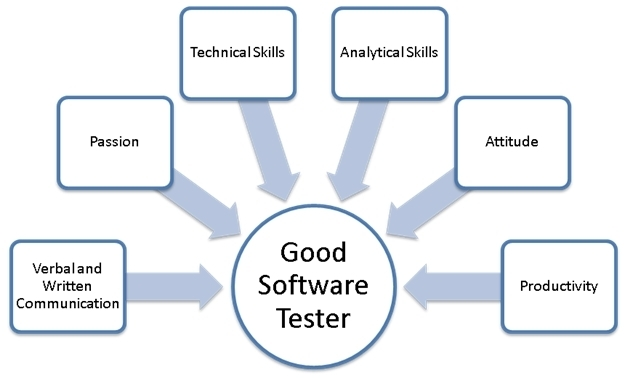 Technical Skills
Analytical Skills
Passion
Attitude
Verbal and
Written
Communication
Good
Software
Tester
Productivity